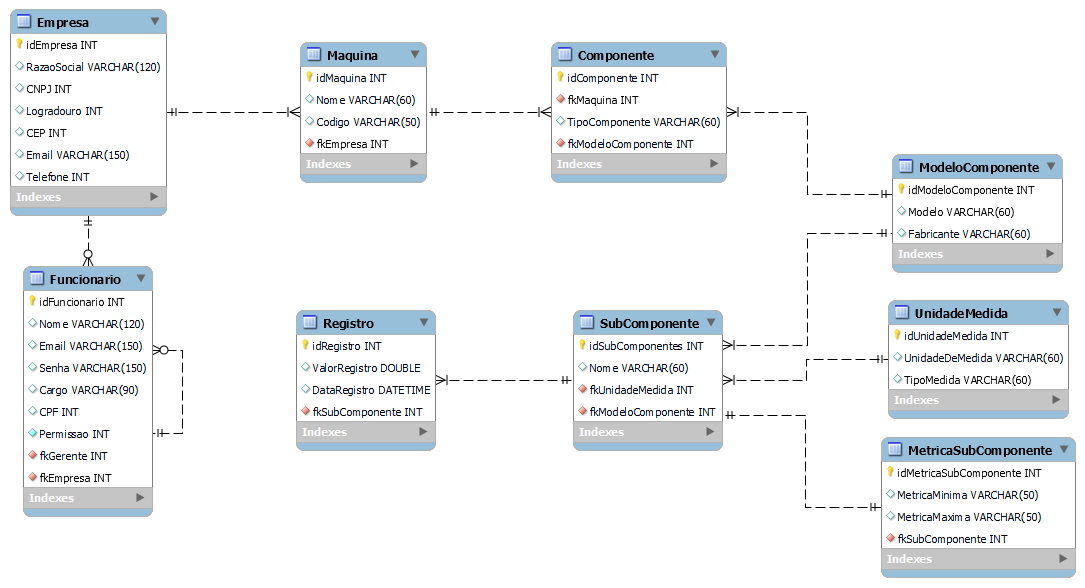 Empresa
idEmpresa INT
RazaoSocial VARCHAR(120)
CNPJ INT
Logradouro INT
CEP INT
Email VARCHAR(150)
Telefone INT
Indexes
Maquina
idMaquina INT
Nome VARCHAR(60)
Codigo VARCHAR(50)
fkEmpresa INT
Indexes
Componente
idComponente INT
fkMaquina INT
TipoComponente VARCHAR(60)
fkModeloComponente INT
Indexes
ModeloComponente
idModeloComponente INT
Modelo VARCHAR(60)
Fabricante VARCHAR(60)
Indexes
Funcionario
idFuncionario INT
Nome VARCHAR(120)
Email VARCHAR(150)
Senha VARCHAR(150)
Cargo VARCHAR(90)
CPF INT
Permissao INT
fkGerente INT
fkEmpresa INT
Indexes
Registro
idRegistro INT
ValorRegistro DOUBLE
DataRegistro DATETIME
fkSubComponente INT
Indexes
SubComponente
idSubComponentes INT
Nome VARCHAR(60)
fkUnidadeMedida INT
fkModeloComponente INT
Indexes
UnidadeMedida
idUnidadeMedida INT
UnidadeDeMedida VARCHAR(60)
TipoMedida VARCHAR(60)
Indexes
MetricaSubComponente
idMetricaSubComponente INT
MetricaMinima VARCHAR(50)
MetricaMaxima VARCHAR(50)
fkSubComponente INT
Indexes